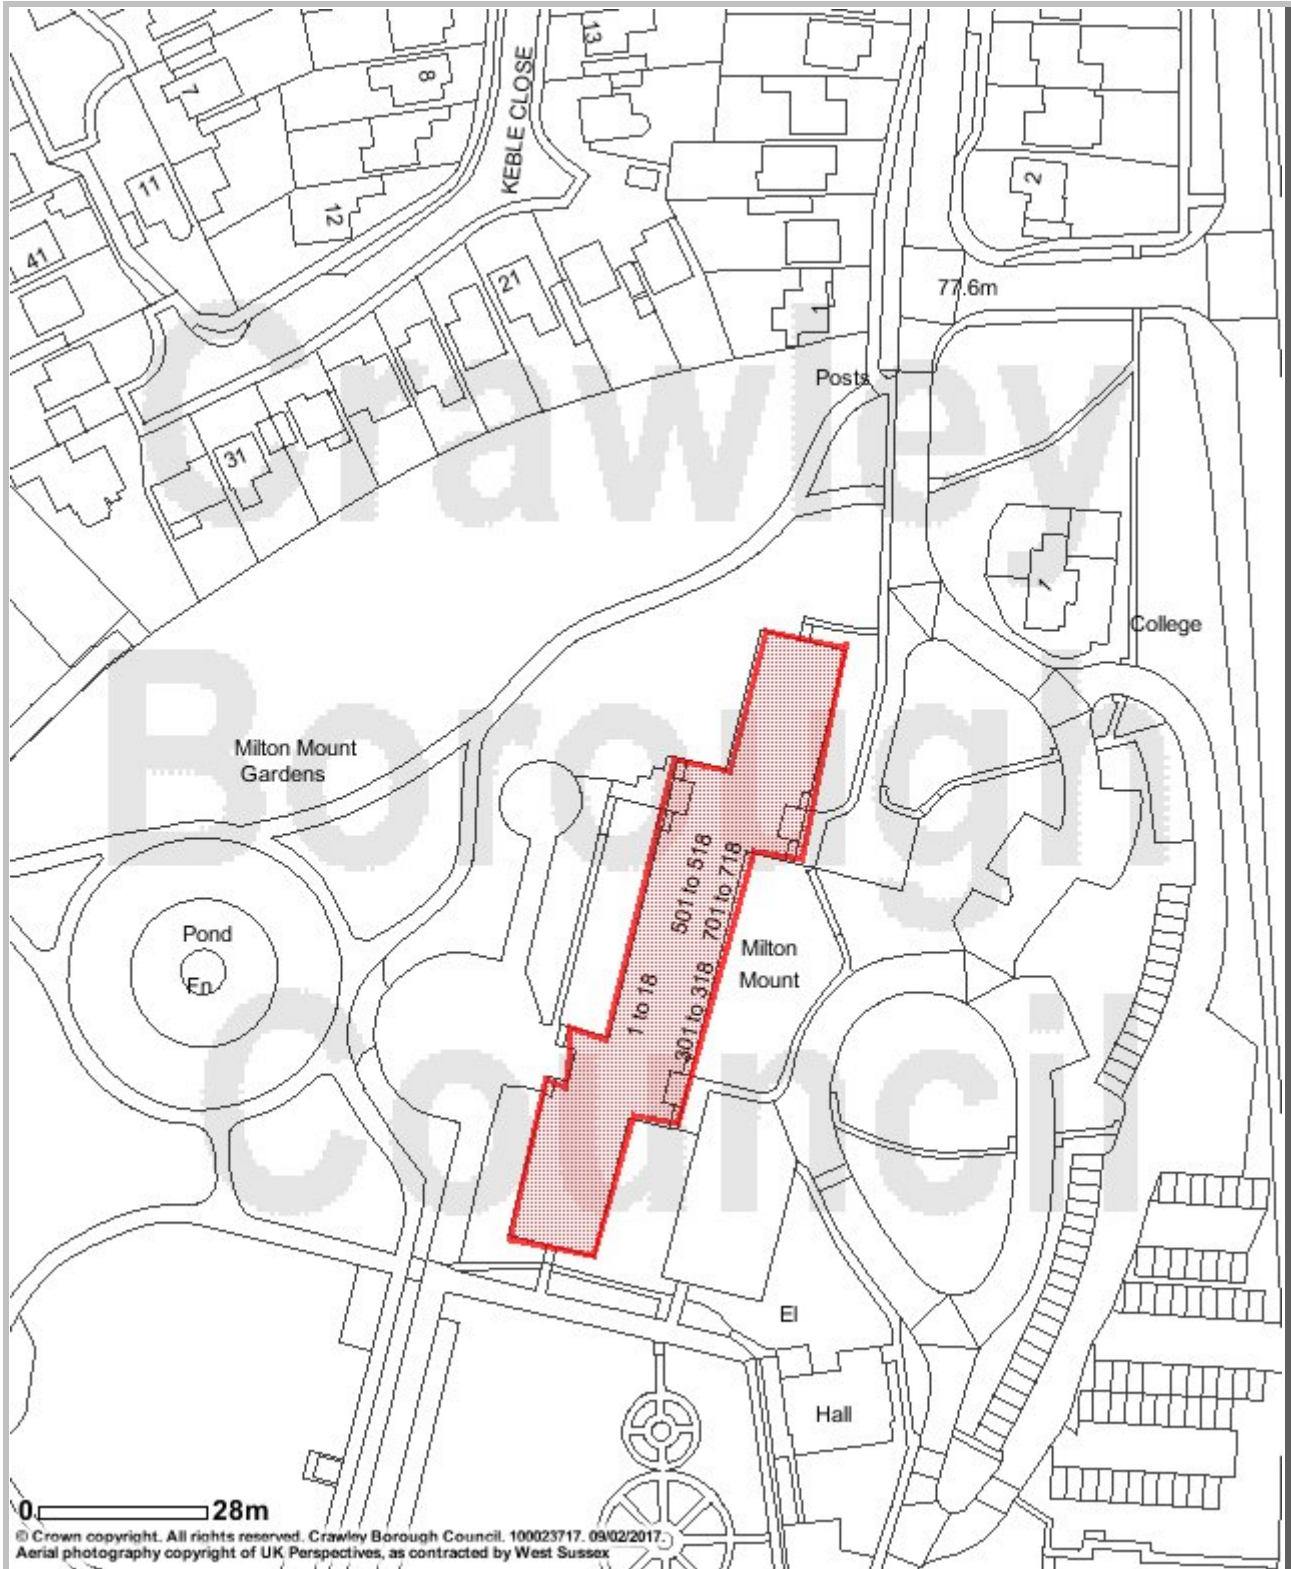 13
7
8
KEBLE CLOSE
11
12
2
41
21
77.6m
1
Posts
31
1
College
Milton Mount
Gardens
501 to 518
701 to 718
Pond
Fn
Milton
Mount
1 to 18
301 to 318
El
Hall
Crawley
Borough
Council
0 28m
© Crown copyright. All rights reserved. Crawley Borough Council. 100023717. 09/02/2017.
Aerial photography copyright of UK Perspectives, as contracted by West Sussex